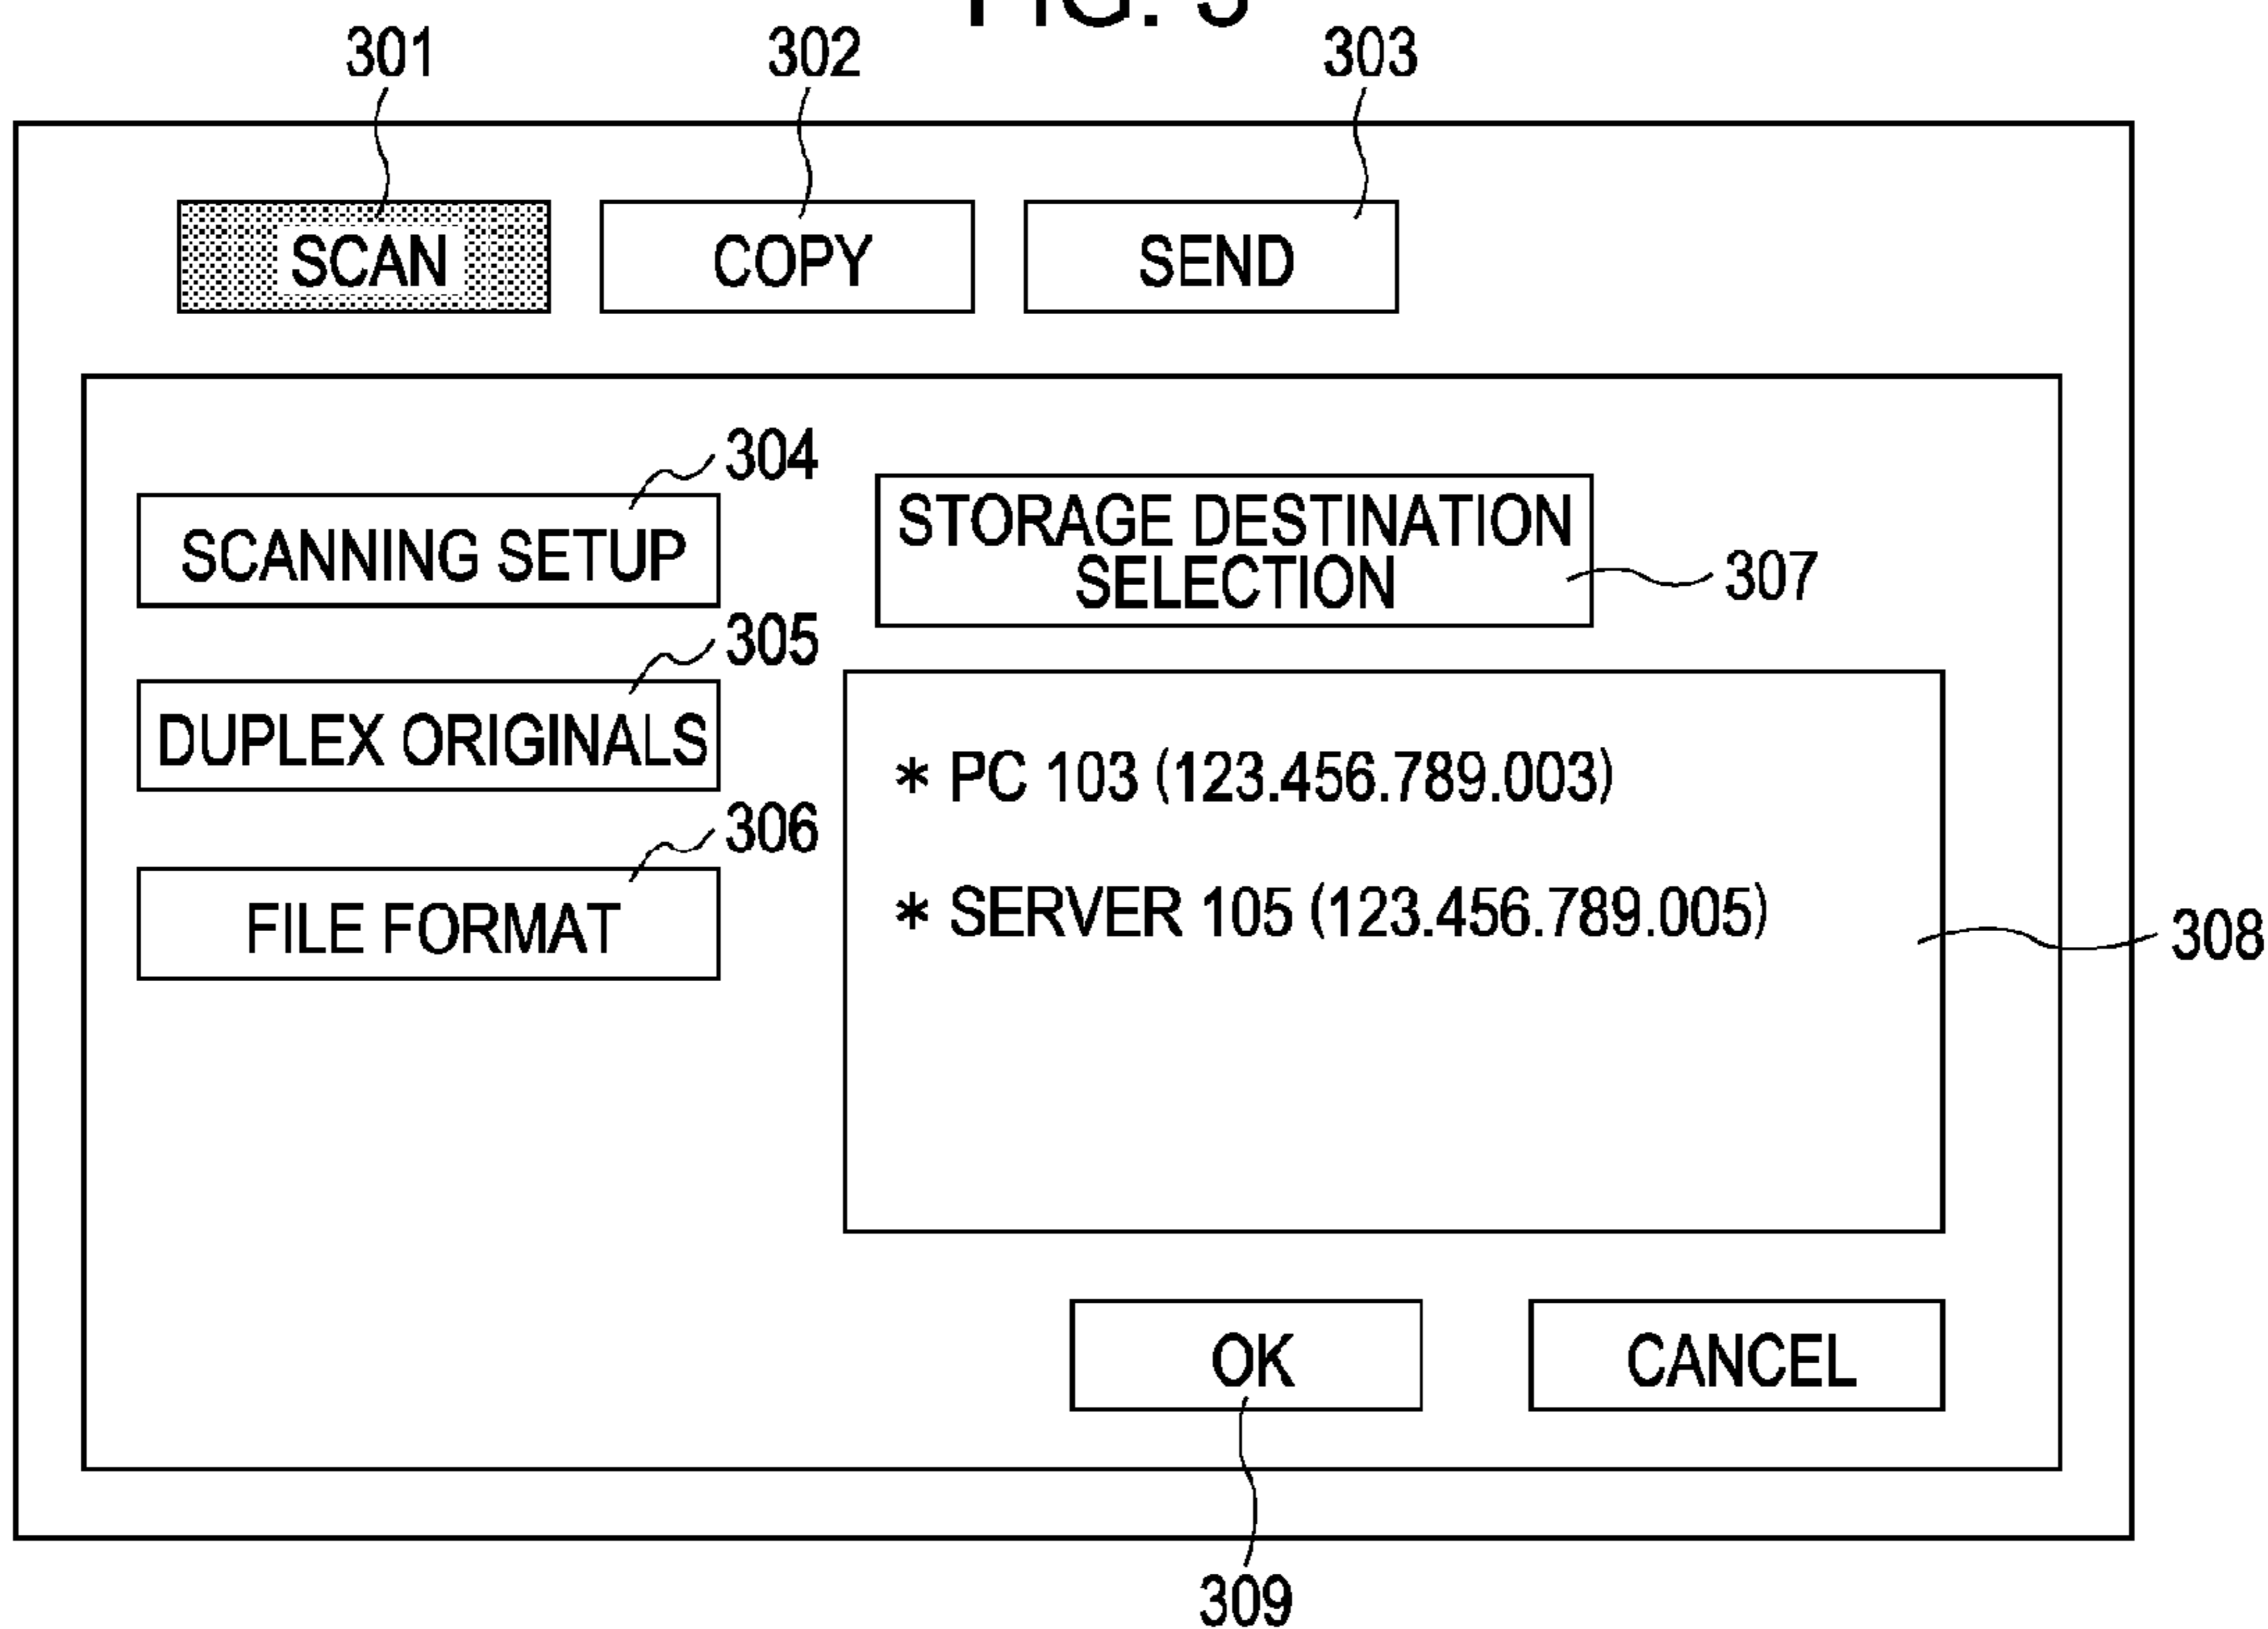 301 302 303
SCAN COPY SEND
304
SCANNING SETUP
305
DUPLEX ORIGINALS
306
FILE FORMAT
STORAGE DESTINATION
SELECTION
307
* PC 103 (123.456.789.003)
* SERVER 105 (123.456.789.005)
308
OK CANCEL
309